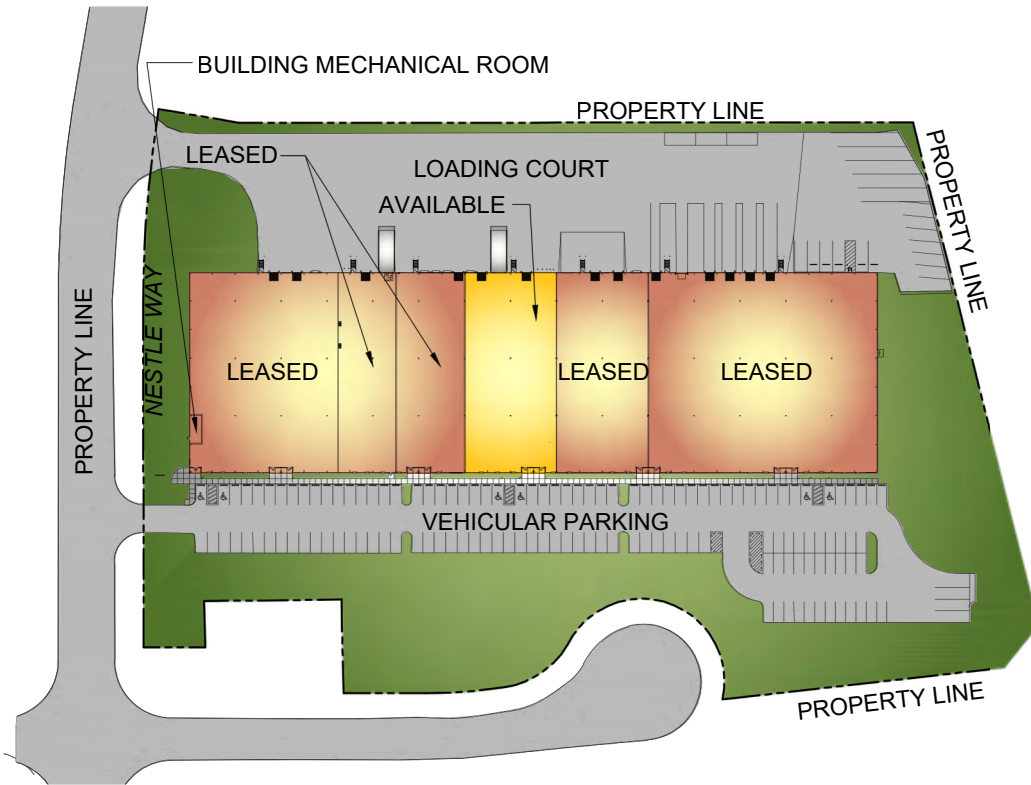 BUILDING MECHANICAL ROOM
PROPERTY LINE
LEASED
LOADING COURT
PROPERTY LINE
AVAILABLE
PROPERTY LINE
NESTLE WAY
LEASED
LEASED
LEASED
VEHICULAR PARKING
PROPERTY LINE